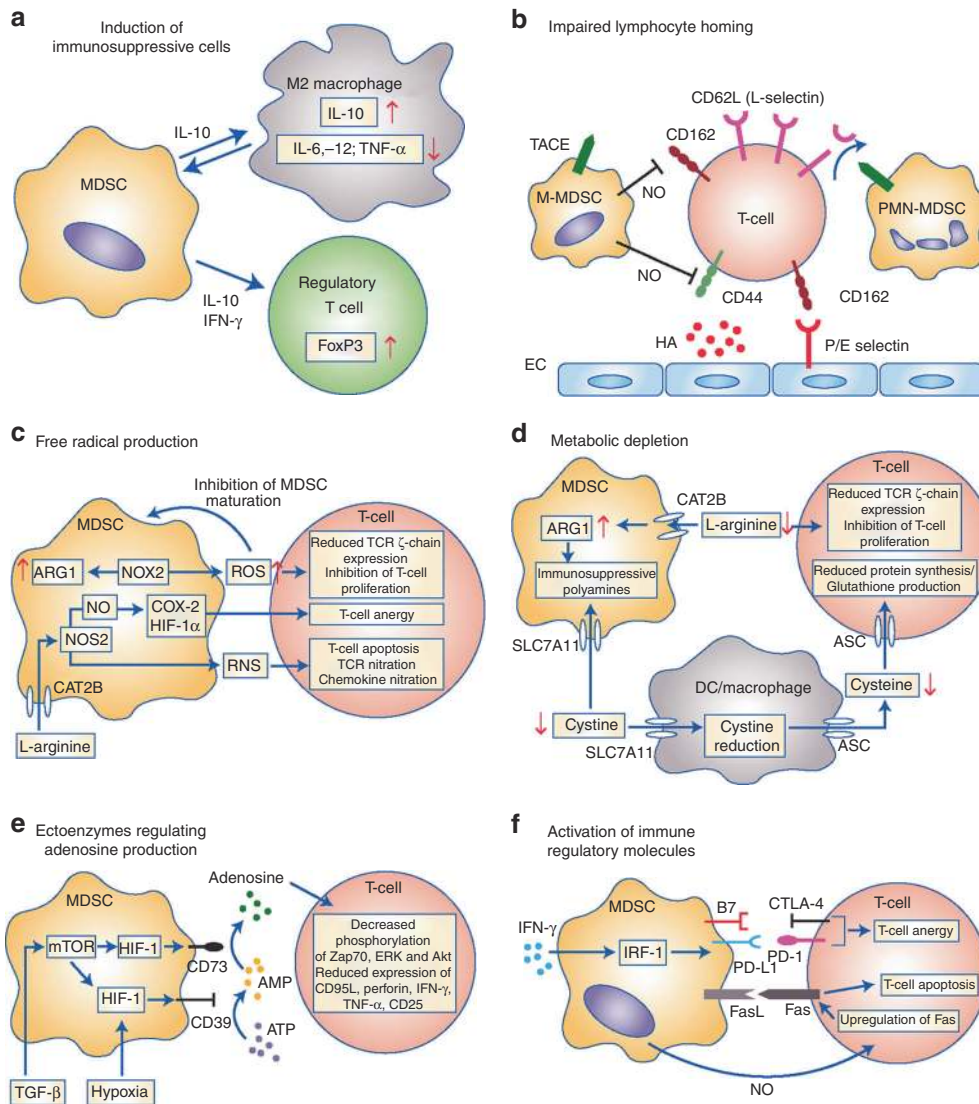 a
Induction of
immunosuppressive cells
M2 macrophage
IL-10
IL-6,–12; TNF-α
IL-10
MDSC
IL-10
IFN-γ
Regulatory
T cell
FoxP3
b
Impaired lymphocyte homing
CD62L (L-selectin)
CD162
TACE
M-MDSC
NO
T-cell
PMN-MDSC
NO
CD44
CD162
HA
P/E selectin
EC
c
Free radical production
Inhibition of MDSC
maturation
MDSC
T-cell
ARG1
NOX2
ROS
Reduced TCR ζ-chain
expression
Inhibition of T-cell
proliferation
NO
COX-2
HIF-1α
T-cell anergy
NOS2
RNS
T-cell apoptosis
TCR nitration
Chemokine nitration
CAT2B
L-arginine
d
Metabolic depletion
T-cell
MDSC
CAT2B
ARG1
L-arginine
Reduced TCR ζ-chain
expression
Inhibition of T-cell
proliferation
Immunosuppressive
polyamines
Reduced protein synthesis/
Glutathione production
SLC7A11
ASC
DC/macrophage
Cysteine
Cystine
Cystine
reduction
SLC7A11
ASC
e
Ectoenzymes regulating
adenosine production
Adenosine
MDSC
T-cell
mTOR
HIF-1
CD73
Decreased
phosphorylation
of Zap70, ERK and Akt
Reduced expression of
CD95L, perforin, IFN-γ,
TNF-α, CD25
AMP
HIF-1
CD39
ATP
TGF-β
Hypoxia
f
Activation of immune
regulatory molecules
MDSC
B7
CTLA-4
T-cell
IFN-γ
IRF-1
PD-L1
PD-1
T-cell anergy
T-cell apoptosis
FasL
Fas
Upregulation of Fas
NO